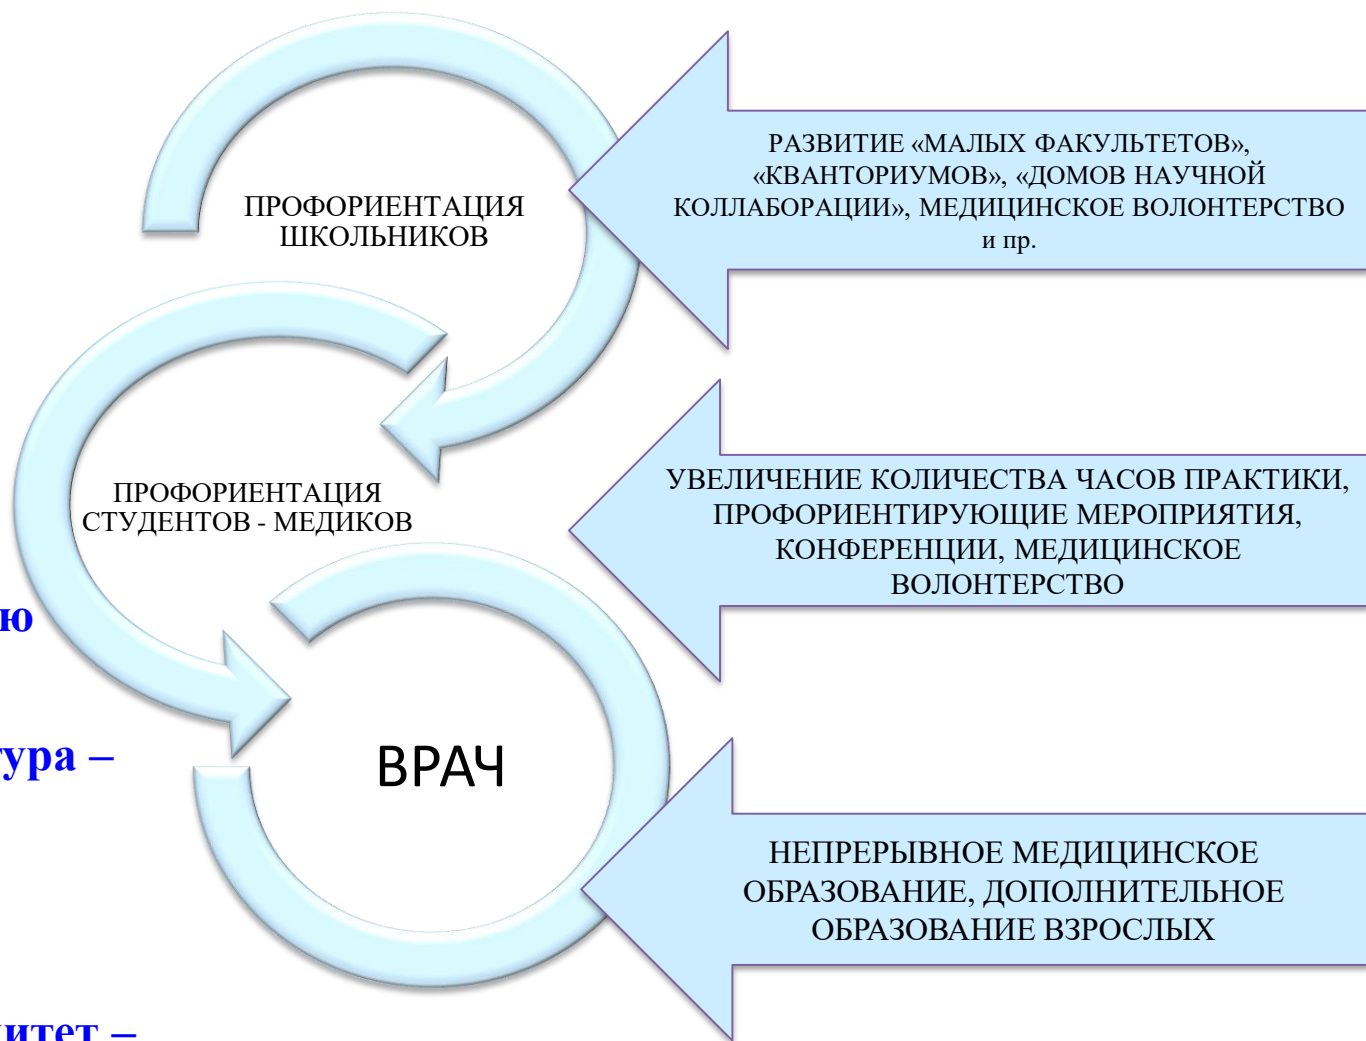 ПРОФОРИЕНТАЦИЯ
ШКОЛЬНИКОВ
РАЗВИТИЕ «МАЛЫХ ФАКУЛЬТЕТОВ»,
«КВАНТОРИУМОВ», «ДОМОВ НАУЧНОЙ
КОЛЛАБОРАЦИИ», МЕДИЦИНСКОЕ ВОЛОНТЕРСТВО
и пр.
ПРОФОРИЕНТАЦИЯ
СТУДЕНТОВ - МЕДИКОВ
УВЕЛИЧЕНИЕ КОЛИЧЕСТВА ЧАСОВ ПРАКТИКИ,
ПРОФОРИЕНТИРУЮЩИЕ МЕРОПРИЯТИЯ,
КОНФЕРЕНЦИИ, МЕДИЦИНСКОЕ
ВОЛОНТЕРСТВО
ВРАЧ
НЕПРЕРЫВНОЕ МЕДИЦИНСКОЕ
ОБРАЗОВАНИЕ, ДОПОЛНИТЕЛЬНОЕ
ОБРАЗОВАНИЕ ВЗРОСЛЫХ
ю
тура –
итет –